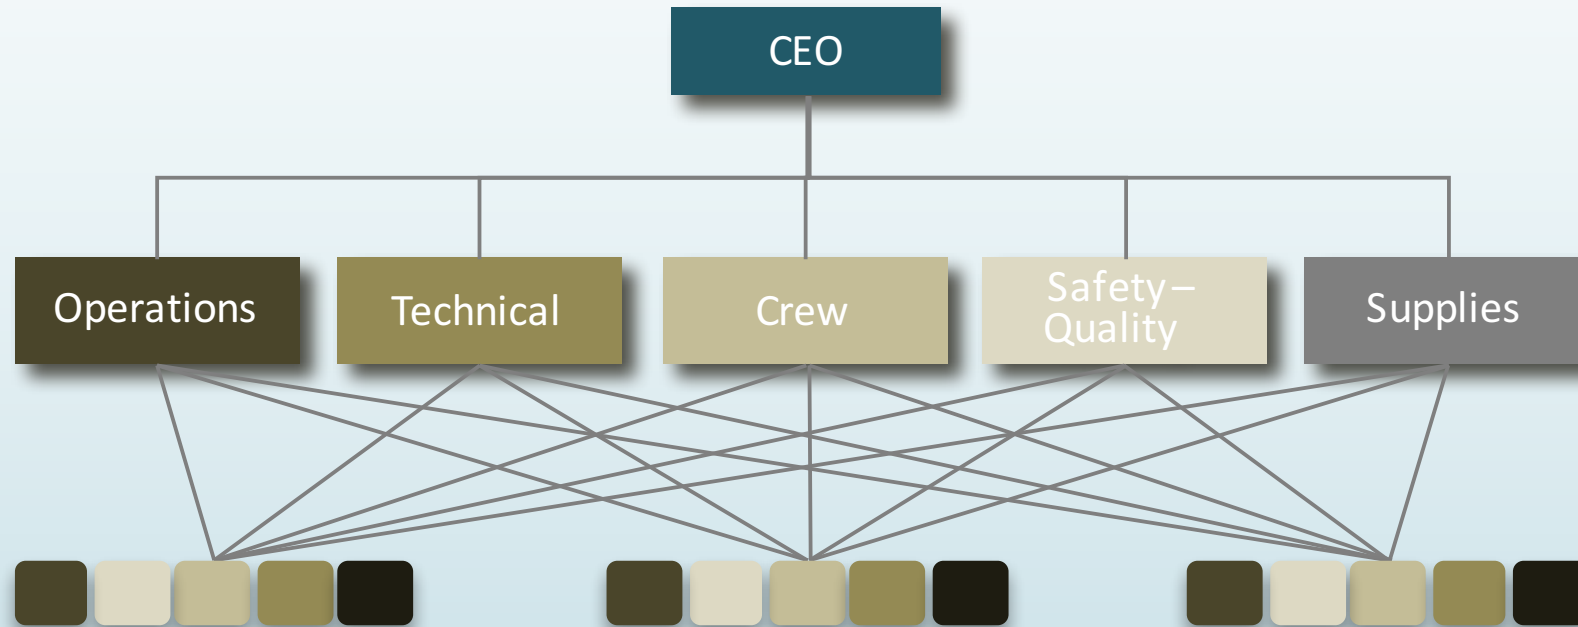 CEO
Operations
Technical
Crew
Safety –
Quality
Supplies